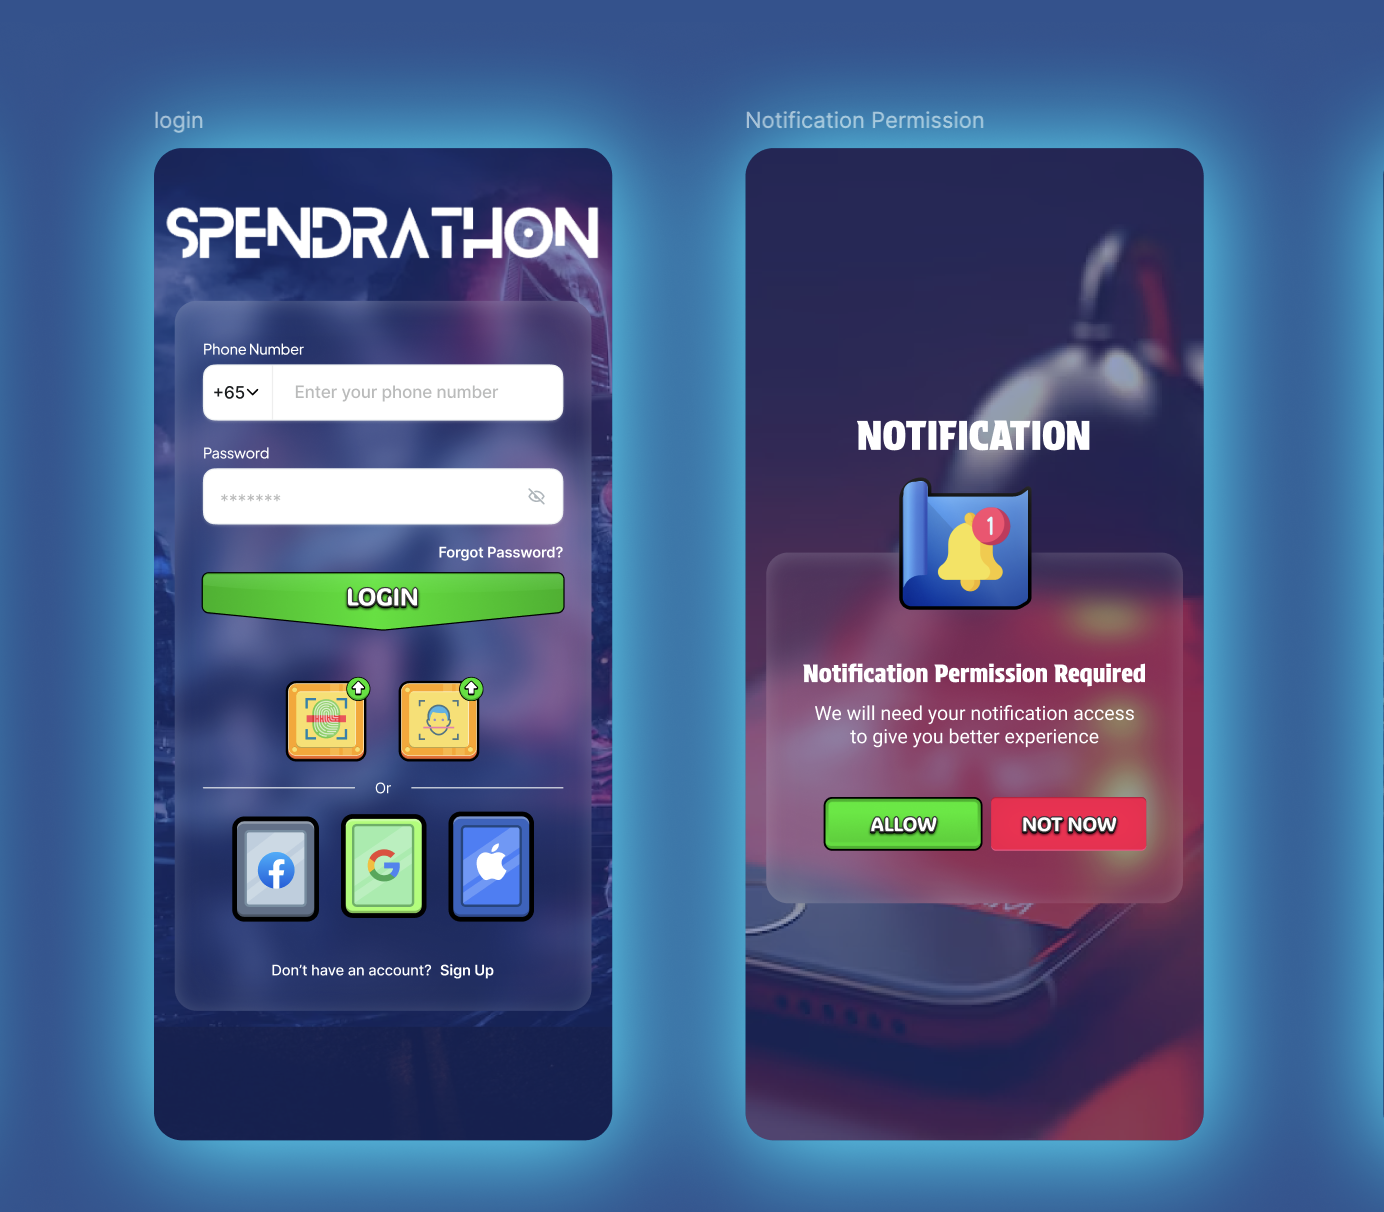 login
SPENDRATHON
Phone Number
+65
Enter your phone number
Password
*******
Forgot Password?
LOGIN
Or
Don't have an account? Sign Up
Notification Permission
NOTIFICATION
1
Notification Permission Required
We will need your notification access
to give you better experience
ALLOW
NOT NOW